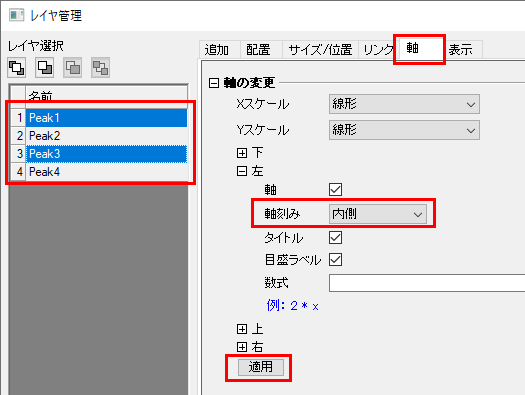 レイヤ管理
レイヤ選択
追加 配置 サイズ/位置 リンク 軸 表示
名前
1 Peak1
2 Peak2
3 Peak3
4 Peak4
軸の変更
Xスケール 線形
Yスケール 線形
下
左
軸
軸刻み 内側
タイトル
目盛ラベル
数式
例: 2 * x
上
右
適用